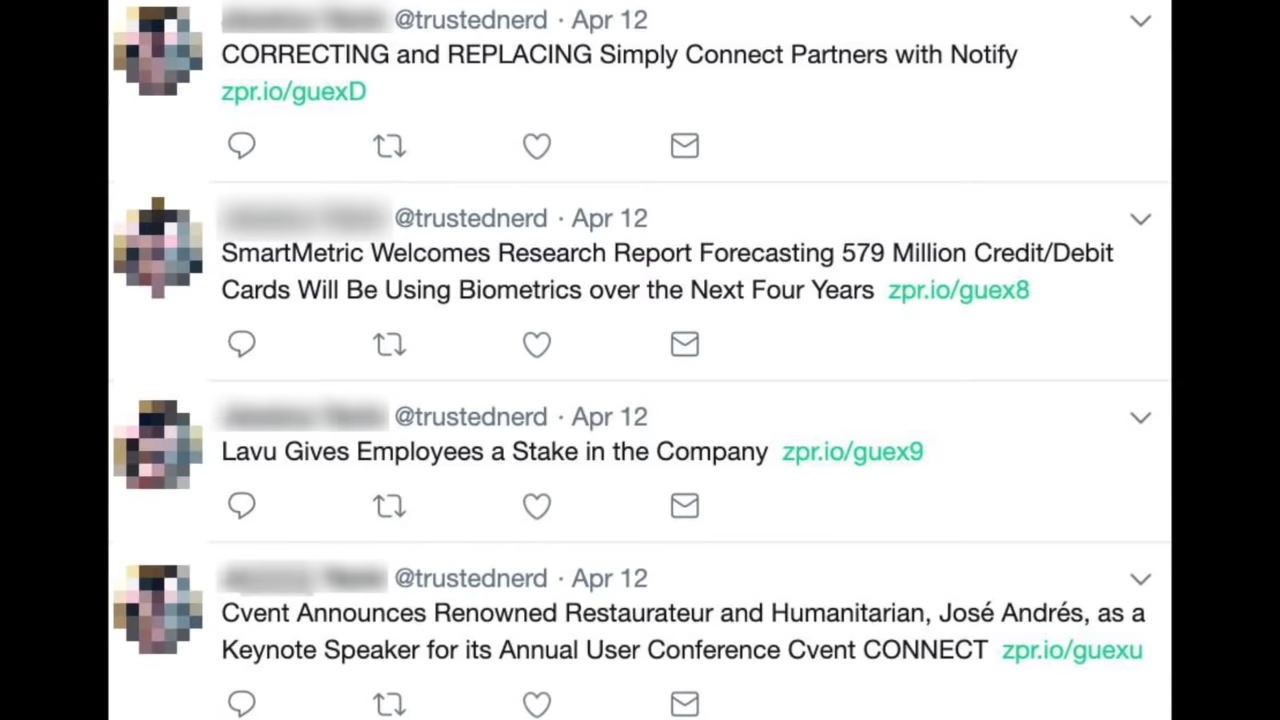 @trustednerd · Apr 12
CORRECTING and REPLACING Simply Connect Partners with Notify
zpr.io/guexD
@trustednerd · Apr 12
SmartMetric Welcomes Research Report Forecasting 579 Million Credit/Debit
Cards Will Be Using Biometrics over the Next Four Years zpr.io/guex8
@trustednerd · Apr 12
Lavu Gives Employees a Stake in the Company zpr.io/guex9
@trustednerd · Apr 12
Cvent Announces Renowned Restaurateur and Humanitarian, José Andrés, as a
Keynote Speaker for its Annual User Conference Cvent CONNECT zpr.io/guexu